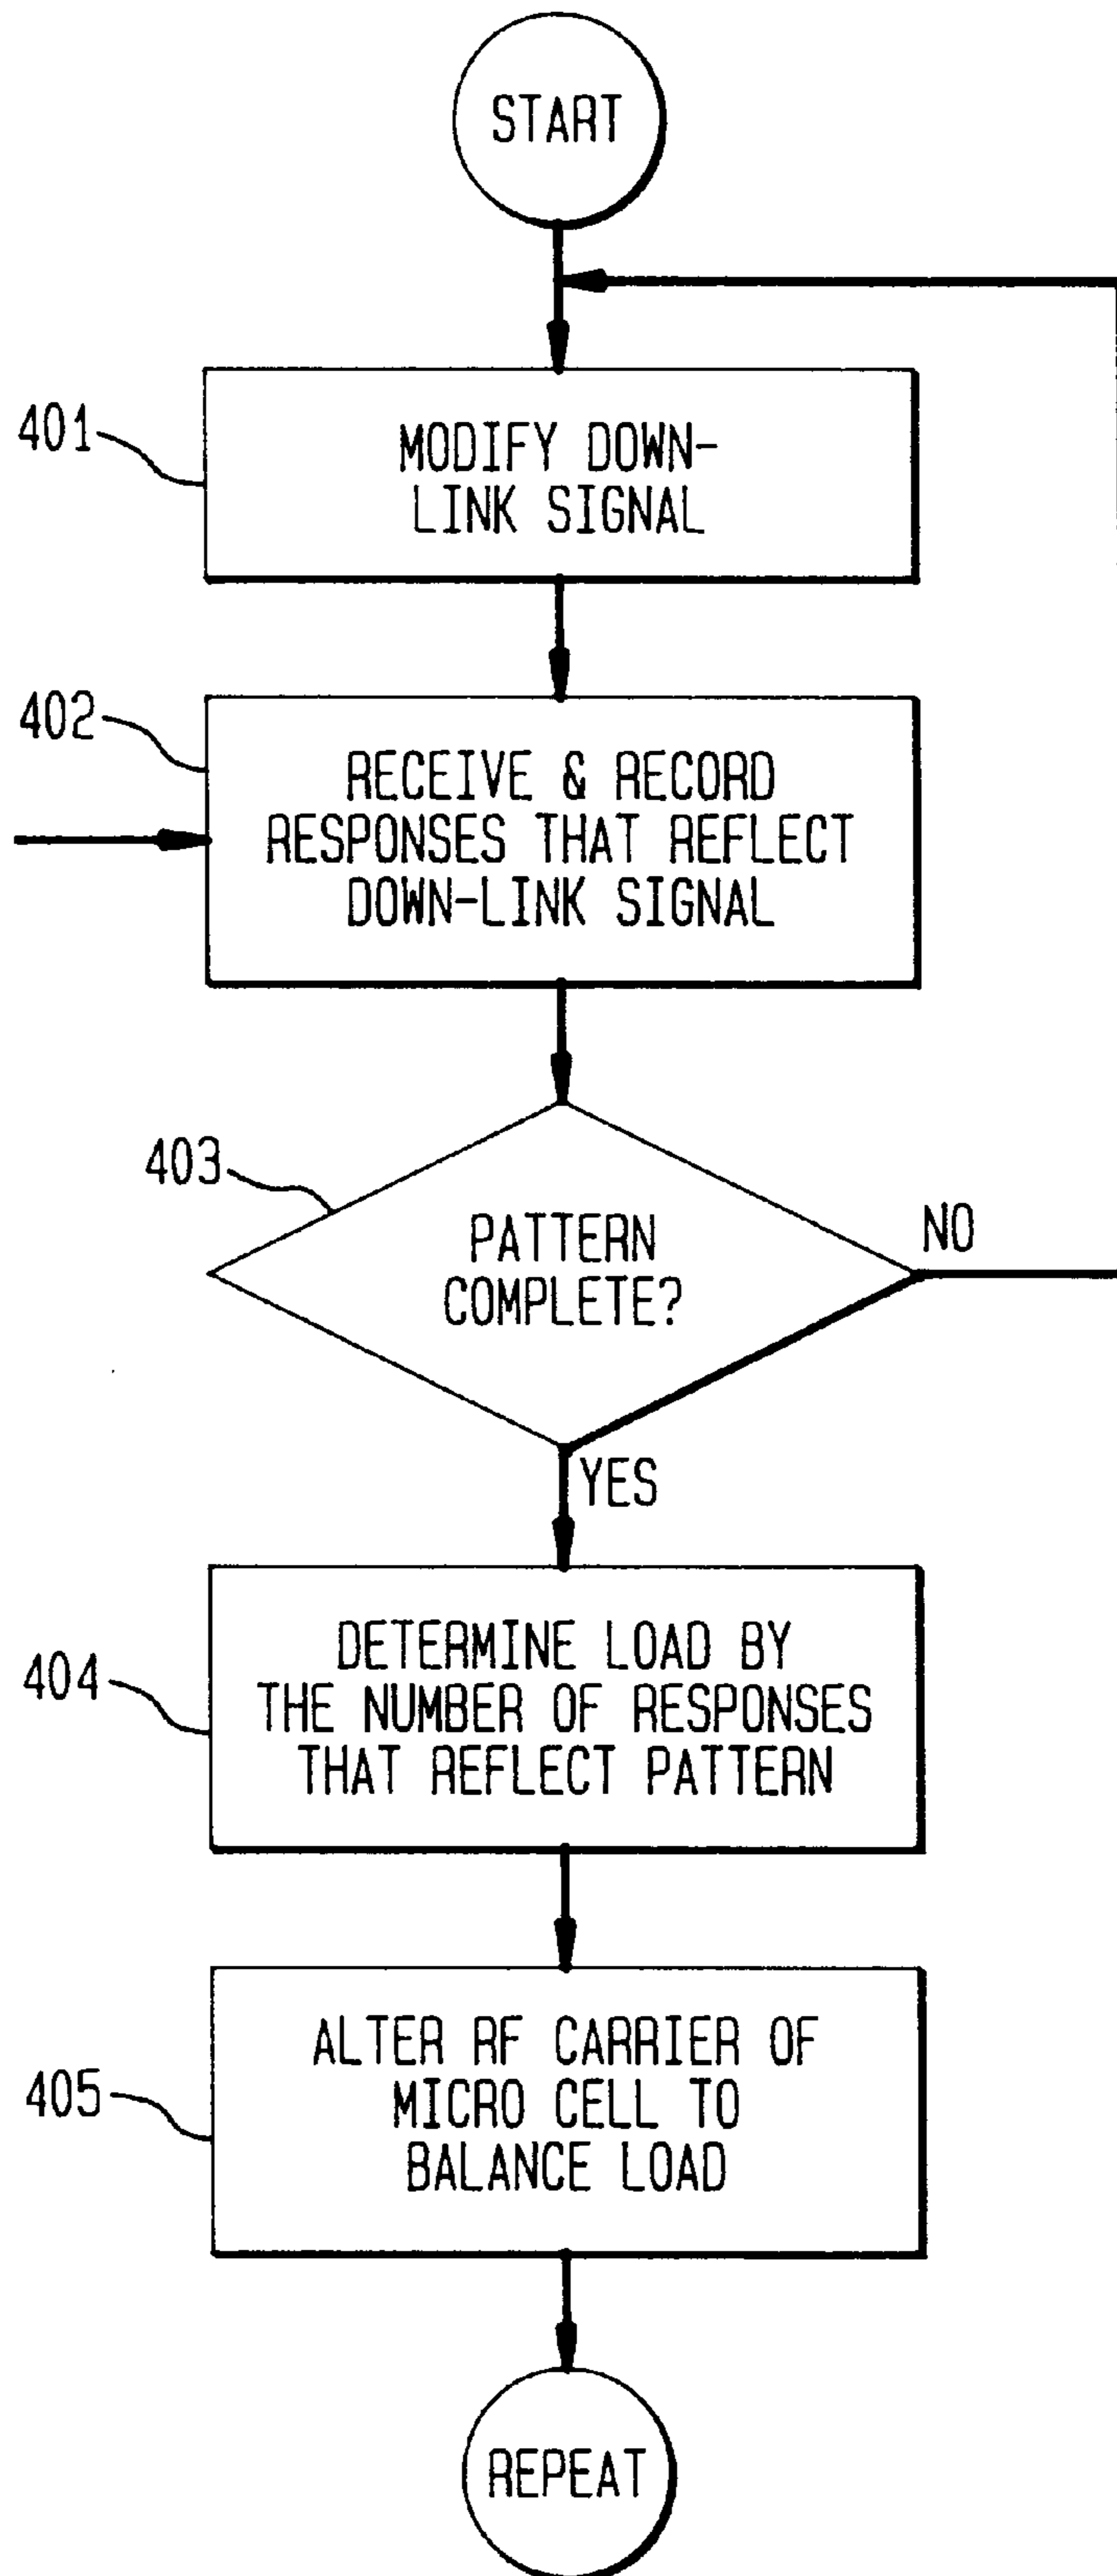 START
401
MODIFY DOWN-
LINK SIGNAL
402
RECEIVE & RECORD
RESPONSES THAT REFLECT
DOWN-LINK SIGNAL
403
PATTERN
COMPLETE?
NO
YES
404
DETERMINE LOAD BY
THE NUMBER OF RESPONSES
THAT REFLECT PATTERN
405
ALTER RF CARRIER OF
MICRO CELL TO
BALANCE LOAD
REPEAT